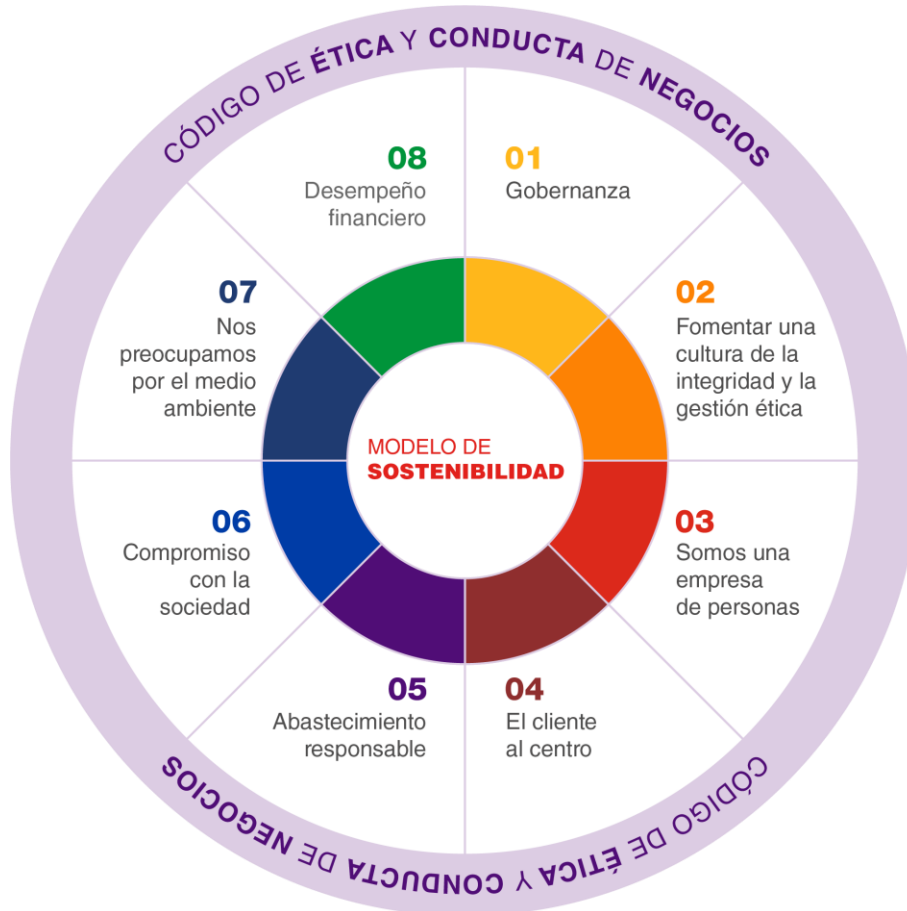 CÓDIGO DE ÉTICA Y CONDUCTA DE NEGOCIOS
MODELO DE
SOSTENIBILIDAD
01
Gobernanza
02
Fomentar una
cultura de la
integridad y la
gestión ética
03
Somos una
empresa
de personas
04
El cliente
al centro
05
Abastecimiento
responsable
06
Compromiso
con la
sociedad
07
Nos
preocupamos
por el medio
ambiente
08
Desempeño
financiero
CÓDIGO DE ÉTICA Y CONDUCTA DE NEGOCIOS